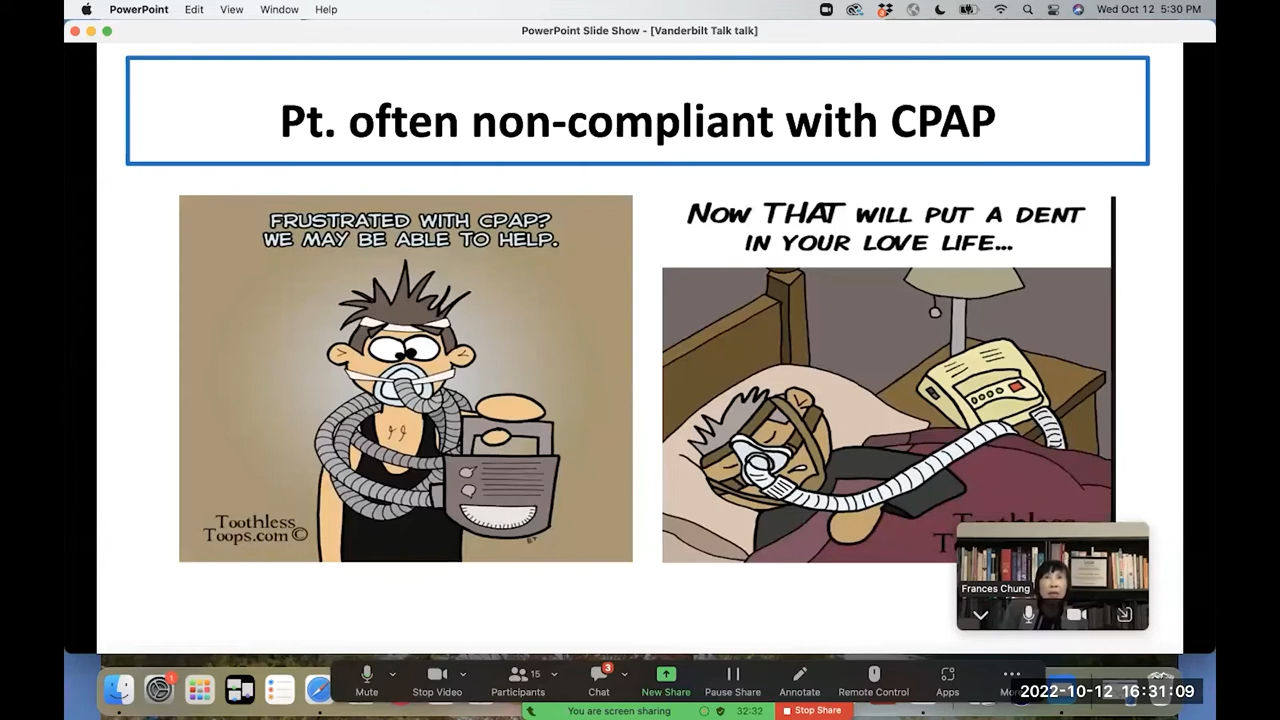 PowerPoint Edit View Window Help
Wed Oct 12 5:30 PM
PowerPoint Slide Show - [Vanderbilt Talk talk]
Pt. often non-compliant with CPAP
FRUSTRATED WITH CPAP?
WE MAY BE ABLE TO HELP.
Toothless
Toops.com©
NOW THAT WILL PUT A DENT
IN YOUR LOVE LIFE...
Frances Chung
3
15
1
Mute
Stop Video
Participants
Chat
New Share
Pause Share
Annotate
Remote Control
Apps
2022-10-12 16:31:09
You are screen sharing
32:32
Stop Share